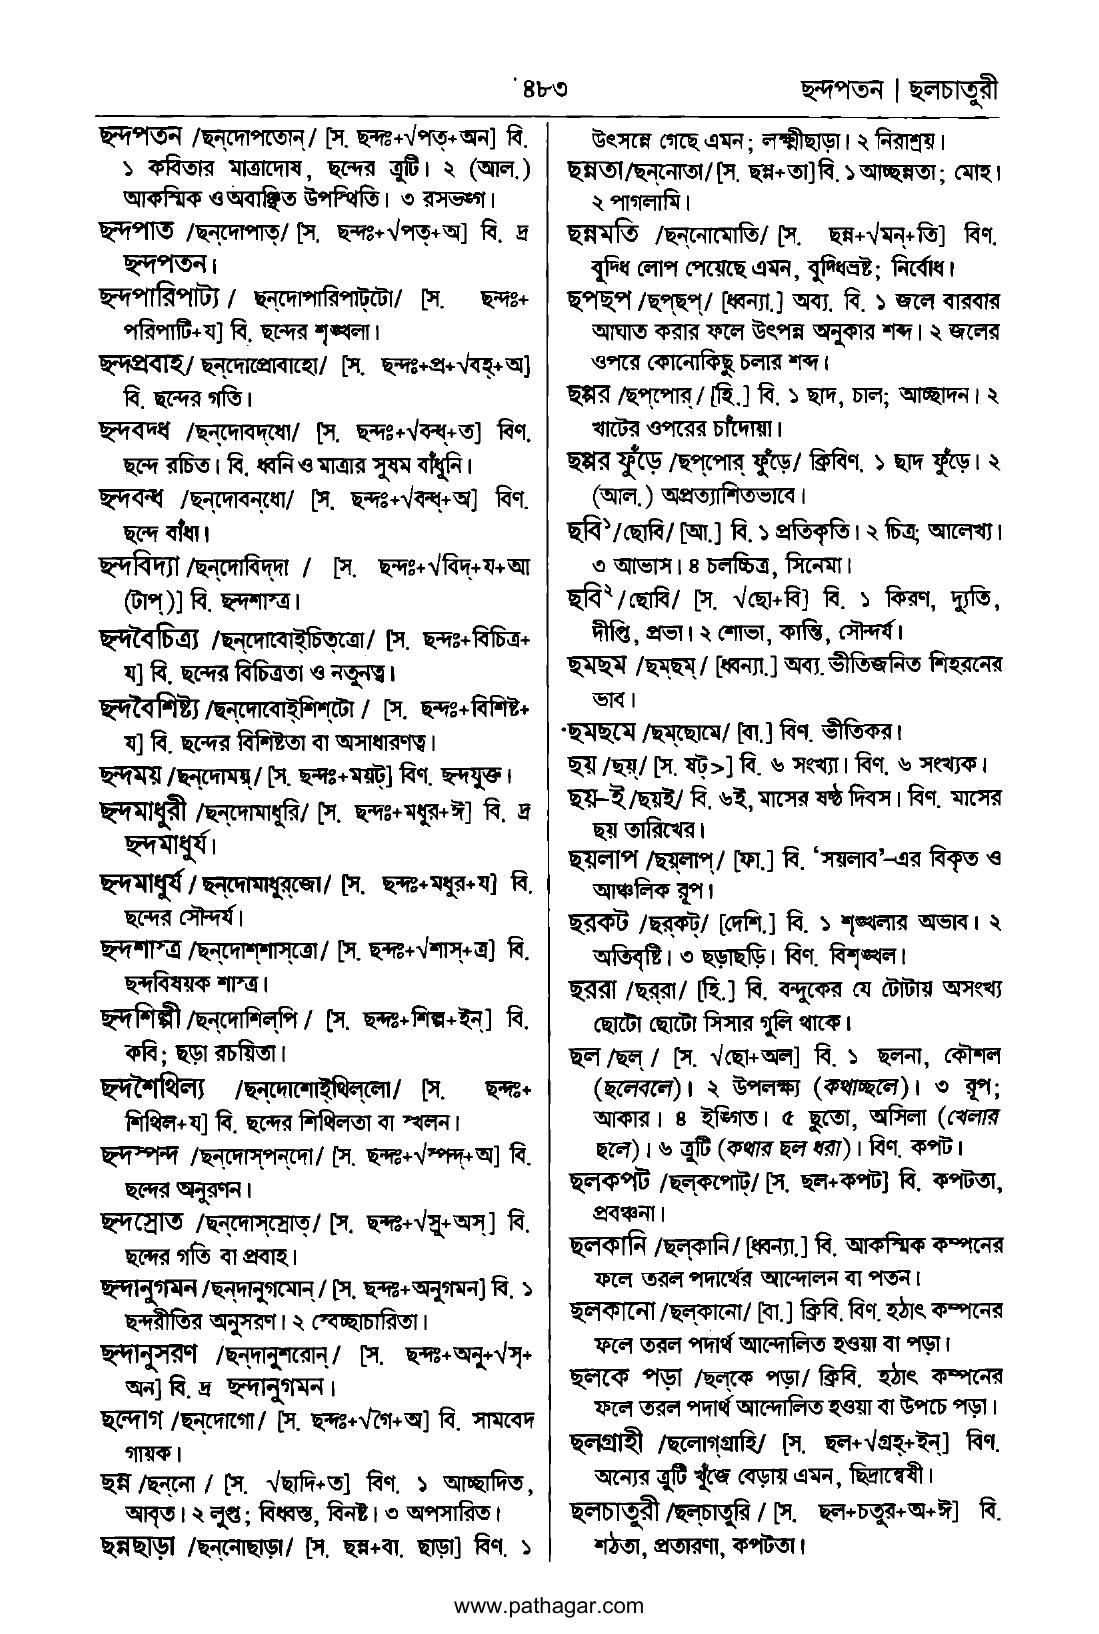 ৪৮৩
ছন্দপতন | ছলচাতুরী
ছন্দপতন /ছন্‌দোপতোন্/ [স. ছন্দঃ+√পত্+অন] বি.
১ কবিতার মাত্রাদোষ, ছন্দের ত্রুটি। ২ (আল.)
আকস্মিক ও অবাঞ্ছিত উপস্থিতি। ৩ রসভঙ্গ।
ছন্দপাত /ছন্‌দোপাত্/ [স. ছন্দঃ+√পত্+অ] বি. দ্র
ছন্দপতন।
ছন্দপারিপাট্য / ছন্‌দোপারিপাট্‌টো/ [স. ছন্দঃ+
পরিপাটি+য] বি. ছন্দের শৃঙ্খলা।
ছন্দপ্রবাহ/ ছন্‌দোপ্রোবাহো/ [স. ছন্দঃ+প্র+√বহ্+অ]
বি. ছন্দের গতি।
ছন্দবদ্ধ /ছন্‌দোবদ্‌ধো/ [স. ছন্দঃ+√বন্ধ্+ত] বিণ.
ছন্দে রচিত। বি. ধ্বনি ও মাত্রার সুষম বাঁধুনি।
ছন্দবন্ধ /ছন্‌দোবন্‌ধো/ [স. ছন্দঃ+√বন্ধ্+অ] বিণ.
ছন্দে বাঁধা।
ছন্দবিদ্যা /ছন্‌দোবিদ্‌দা / [স. ছন্দঃ+√বিদ্+য+আ
(টাপ্)] বি. ছন্দশাস্ত্র।
ছন্দবৈচিত্র্য /ছন্‌দোবোইচিত্‌ত্রো/ [স. ছন্দঃ+বিচিত্র+
য] বি. ছন্দের বিচিত্রতা ও নতুনত্ব।
ছন্দবৈশিষ্ট্য /ছন্‌দোবোইশিশ্‌টো / [স. ছন্দঃ+বিশিষ্ট+
য] বি. ছন্দের বিশিষ্টতা বা অসাধারণত্ব।
ছন্দময় /ছন্‌দোময়্/ [স. ছন্দঃ+ময়ট্] বিণ. ছন্দযুক্ত।
ছন্দমাধুরী /ছন্‌দোমাধুরি/ [স. ছন্দঃ+মধুর+ঈ] বি. দ্র
ছন্দমাধুর্য।
ছন্দমাধুর্য / ছন্‌দোমাধুর্‌জো/ [স. ছন্দঃ+মধুর+য] বি.
ছন্দের সৌন্দর্য।
ছন্দশাস্ত্র /ছন্‌দোশ্‌শাস্‌ত্রো/ [স. ছন্দঃ+√শাস্+ত্র] বি.
ছন্দবিষয়ক শাস্ত্র।
ছন্দশিল্পী /ছন্‌দোশিল্‌পি / [স. ছন্দঃ+শিল্প+ইন্] বি.
কবি; ছড়া রচয়িতা।
ছন্দশৈথিল্য /ছন্‌দোশোইথিল্‌লো/ [স. ছন্দঃ+
শিথিল+য] বি. ছন্দের শিথিলতা বা স্খলন।
ছন্দস্পন্দ /ছন্‌দোস্‌পন্‌দো/ [স. ছন্দঃ+√স্পন্দ্+অ] বি.
ছন্দের অনুরণন।
ছন্দস্রোত /ছন্‌দোস্‌স্রোত্/ [স. ছন্দঃ+√সু+অস্] বি.
ছন্দের গতি বা প্রবাহ।
ছন্দানুগমন /ছন্‌দানুগমোন্/ [স. ছন্দঃ+অনুগমন] বি. ১
ছন্দরীতির অনুসরণ। ২ স্বেচ্ছাচারিতা।
ছন্দানুসরণ /ছন্‌দানুশরোন্/ [স. ছন্দঃ+অনু+√সৃ+
অন] বি. দ্র ছন্দানুগমন।
ছন্দোগ /ছন্‌দোগো/ [স. ছন্দঃ+√গৈ+অ] বি. সামবেদ
গায়ক।
ছন্ন /ছন্‌নো / [স. √ছাদি+ত] বিণ. ১ আচ্ছাদিত,
আবৃত। ২ লুপ্ত; বিধ্বস্ত, বিনষ্ট। ৩ অপসারিত।
ছন্নছাড়া /ছন্‌নোছাড়া/ [স. ছন্ন+বা. ছাড়া] বিণ. ১
উৎসন্নে গেছে এমন; লক্ষ্মীছাড়া। ২ নিরাশ্রয়।
ছন্নতা/ছন্‌নোতা/ [স. ছন্ন+তা] বি. ১ আচ্ছন্নতা; মোহ।
২ পাগলামি।
ছন্নমতি /ছন্‌নোমোতি/ [স. ছন্ন+√মন্+তি] বিণ.
বুদ্ধি লোপ পেয়েছে এমন, বুদ্ধিভ্রষ্ট; নির্বোধ।
ছপছপ /ছপ্‌ছপ্/ [ধ্বন্যা.] অব্য. বি. ১ জলে বারবার
আঘাত করার ফলে উৎপন্ন অনুকার শব্দ। ২ জলের
ওপরে কোনোকিছু চলার শব্দ।
ছপ্পর /ছপ্‌পোর্/ [হি.] বি. ১ ছাদ, চাল; আচ্ছাদন। ২
খাটের ওপরের চাঁদোয়া।
ছপ্পর ফুঁড়ে /ছপ্‌পোর্ ফুঁড়ে/ ক্রিবিণ. ১ ছাদ ফুঁড়ে। ২
(আল.) অপ্রত্যাশিতভাবে।
ছবি১ /ছোবি/ [আ.] বি. ১ প্রতিকৃতি। ২ চিত্র; আলেখ্য।
৩ আভাস। ৪ চলচ্চিত্র, সিনেমা।
ছবি২ /ছোবি/ [স. √ছো+বি] বি. ১ কিরণ, দ্যুতি,
দীপ্তি, প্রভা। ২ শোভা, কান্তি, সৌন্দর্য।
ছমছম /ছম্‌ছম্/ [ধ্বন্যা.] অব্য. ভীতিজনিত শিহরনের
ভাব।
ছমছমে /ছম্‌ছোমে/ [বা.] বিণ. ভীতিকর।
ছয় /ছয়্/ [স. ষট্>] বি. ৬ সংখ্যা। বিণ. ৬ সংখ্যক।
ছয়-ই /ছয়ই/ বি. ৬ই, মাসের ষষ্ঠ দিবস। বিণ. মাসের
ছয় তারিখের।
ছয়লাপ /ছয়্‌লাপ্/ [ফা.] বি. ‘সয়লাব’-এর বিকৃত ও
আঞ্চলিক রূপ।
ছরকট /ছর্‌কট্/ [দেশি.] বি. ১ শৃঙ্খলার অভাব। ২
অতিবৃষ্টি। ৩ ছড়াছড়ি। বিণ. বিশৃঙ্খল।
ছররা /ছর্‌রা/ [হি.] বি. বন্দুকের যে টোটায় অসংখ্য
ছোটো ছোটো সিসার গুলি থাকে।
ছল /ছল্ / [স. √ছো+অল] বি. ১ ছলনা, কৌশল
(ছলেবলে)। ২ উপলক্ষ্য (কথাচ্ছলে)। ৩ রূপ;
আকার। ৪ ইঙ্গিত। ৫ ছুতো, অসিলা (খেলার
ছলে)। ৬ ত্রুটি (কথার ছল ধরা)। বিণ. কপট।
ছলকপট /ছল্‌কপোট্/ [স. ছল+কপট] বি. কপটতা,
প্রবঞ্চনা।
ছলকানি /ছল্‌কানি/ [ধ্বন্যা.] বি. আকস্মিক কম্পনের
ফলে তরল পদার্থের আন্দোলন বা পতন।
ছলকানো /ছল্‌কানো/ [বা.] ক্রিবি. বিণ. হঠাৎ কম্পনের
ফলে তরল পদার্থ আন্দোলিত হওয়া বা পড়া।
ছলকে পড়া /ছল্‌কে পড়া/ ক্রিবি. হঠাৎ কম্পনের
ফলে তরল পদার্থ আন্দোলিত হওয়া বা উপচে পড়া।
ছলগ্রাহী /ছলোগ্‌গ্রাহি/ [স. ছল+√গ্রহ্+ইন্] বিণ.
অন্যের ত্রুটি খুঁজে বেড়ায় এমন, ছিদ্রান্বেষী।
ছলচাতুরী /ছল্‌চাতুরি / [স. ছল+চতুর+অ+ঈ] বি.
শঠতা, প্রতারণা, কপটতা।
www.pathagar.com